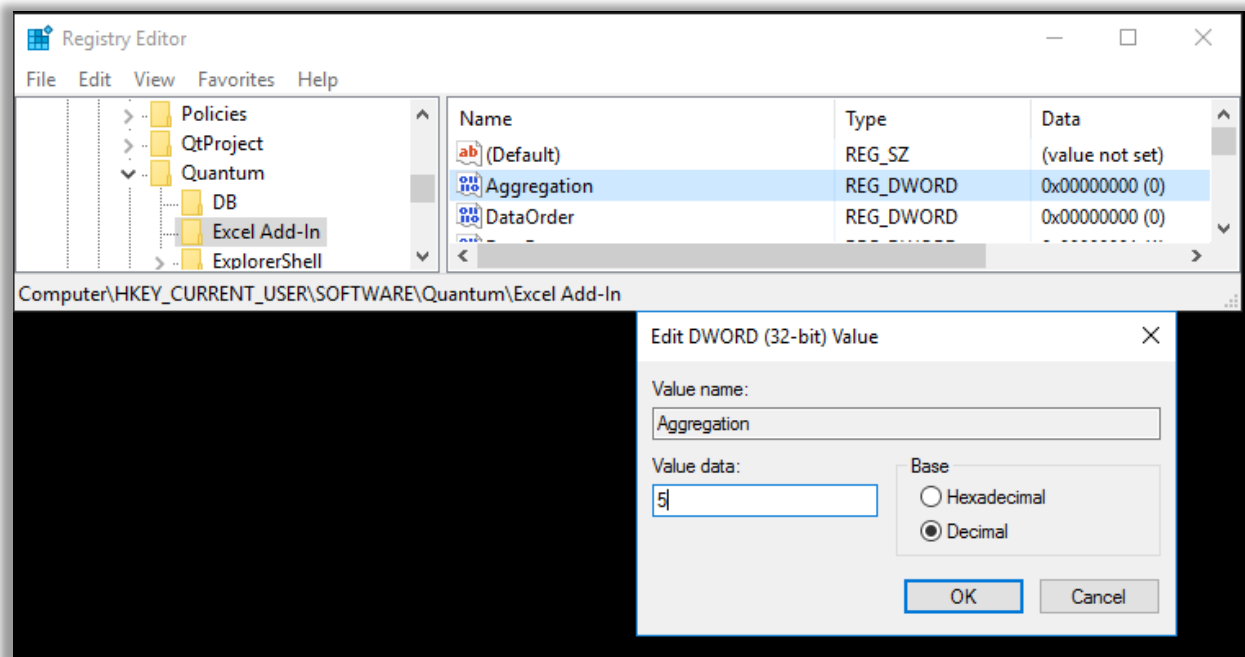 Registry Editor
File Edit View Favorites Help
Policies
QtProject
Quantum
DB
Excel Add-In
ExplorerShell
Name Type Data
(Default) REG_SZ (value not set)
Aggregation REG_DWORD 0x00000000 (0)
DataOrder REG_DWORD 0x00000000 (0)
Computer\HKEY_CURRENT_USER\SOFTWARE\Quantum\Excel Add-In
Edit DWORD (32-bit) Value
Value name:
Aggregation
Value data: Base
5 Hexadecimal
Decimal
OK Cancel